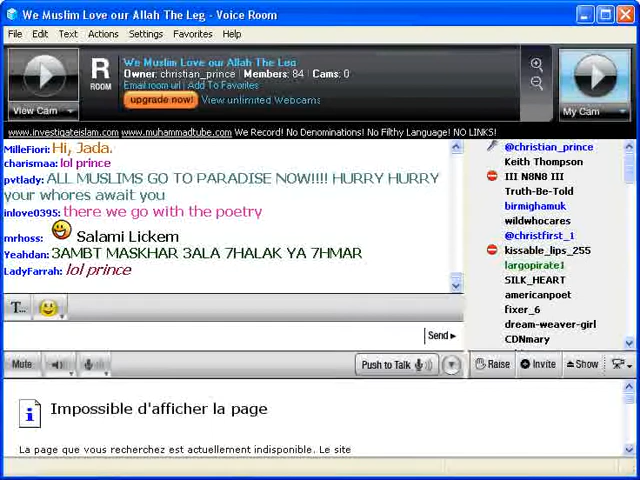 We Muslim Love our Allah The Leg - Voice Room
File Edit Text Actions Settings Favorites Help
View Cam
R
ROOM
We Muslim Love our Allah The Leg
Owner: christian_prince | Members: 84 | Cams: 0
Email room url | Add To Favorites
upgrade now! View unlimited Webcams
My Cam
www.investigateislam.com www.muhammadtube.com We Record! No Denominations! No Filthy Language! NO LINKS!
MilleFiori: Hi, Jada.
charismaa: lol prince
pvtlady: ALL MUSLIMS GO TO PARADISE NOW!!!! HURRY HURRY
your whores await you
inlove0395: there we go with the poetry
mrhoss: Salami Lickem
Yeahdan: 3AMBT MASKHAR 3ALA 7HALAK YA 7HMAR
LadyFarrah: lol prince
@christian_prince
Keith Thompson
III N8N8 III
Truth-Be-Told
birmighamuk
wildwhocares
@christfirst_1
kissable_lips_255
largopirate1
SILK_HEART
americanpoet
fixer_6
dream-weaver-girl
CDNmary
T...
Send
Mute
Push to Talk
Raise Invite Show
Impossible d'afficher la page
La page que vous recherchez est actuellement indisponible. Le site